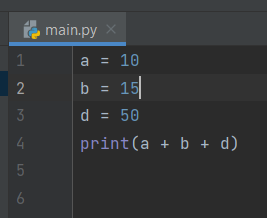 main.py
1 a = 10
2 b = 15
3 d = 50
4 print(a + b + d)
5
6